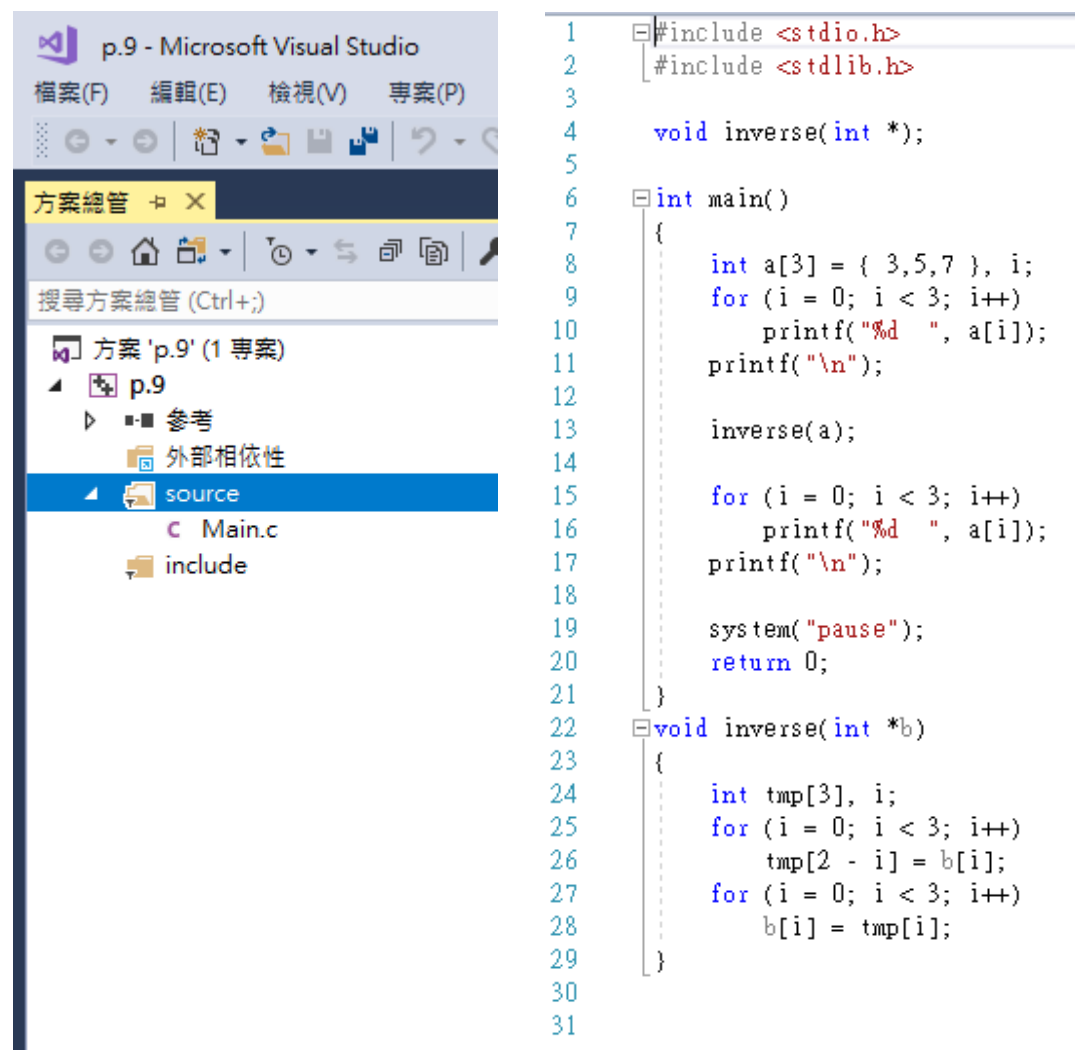 p.9 - Microsoft Visual Studio
檔案(F) 編輯(E) 檢視(V) 專案(P)
方案總管
搜尋方案總管 (Ctrl+;)
方案 'p.9' (1 專案)
p.9
參考
外部相依性
source
C Main.c
include
1 #include <stdio.h>
2 #include <stdlib.h>
3
4 void inverse(int *);
5
6 int main()
7 {
8     int a[3] = { 3,5,7 }, i;
9     for (i = 0; i < 3; i++)
10         printf("%d  ", a[i]);
11     printf("\n");
12
13     inverse(a);
14
15     for (i = 0; i < 3; i++)
16         printf("%d  ", a[i]);
17     printf("\n");
18
19     system("pause");
20     return 0;
21 }
22 void inverse(int *b)
23 {
24     int tmp[3], i;
25     for (i = 0; i < 3; i++)
26         tmp[2 - i] = b[i];
27     for (i = 0; i < 3; i++)
28         b[i] = tmp[i];
29 }
30
31